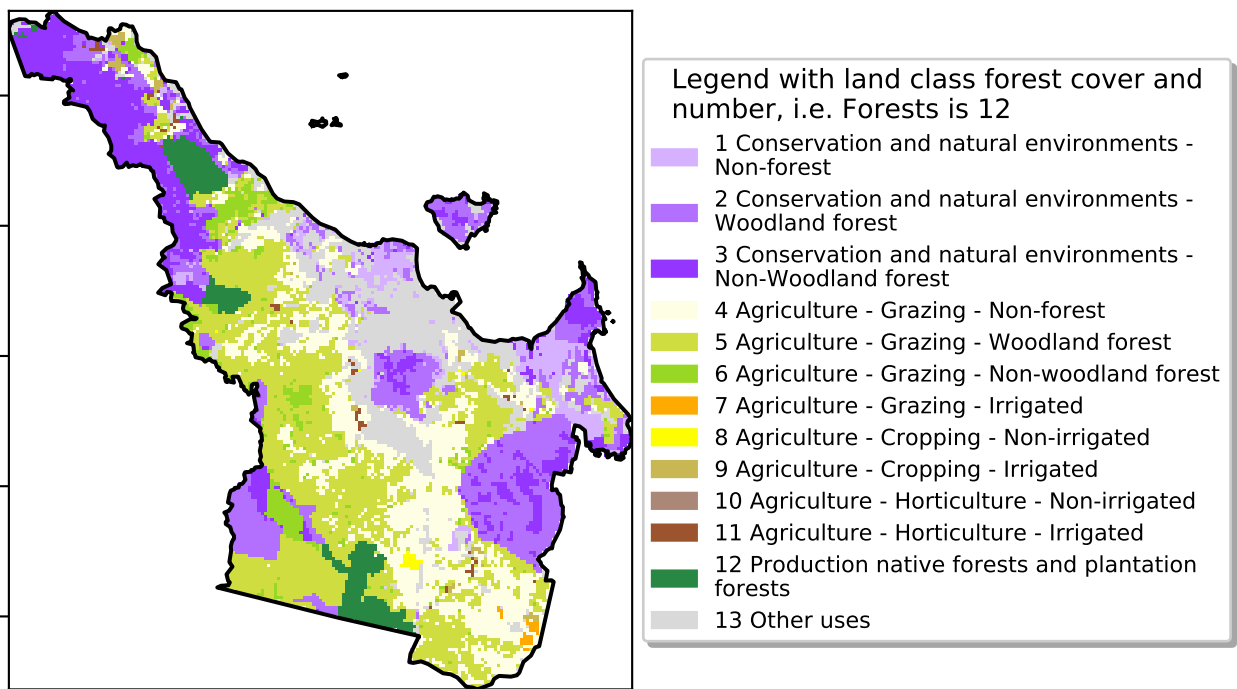 Legend with land class forest cover and
number, i.e. Forests is 12
1 Conservation and natural environments -
Non-forest
2 Conservation and natural environments -
Woodland forest
3 Conservation and natural environments -
Non-Woodland forest
4 Agriculture - Grazing - Non-forest
5 Agriculture - Grazing - Woodland forest
6 Agriculture - Grazing - Non-woodland forest
7 Agriculture - Grazing - Irrigated
8 Agriculture - Cropping - Non-irrigated
9 Agriculture - Cropping - Irrigated
10 Agriculture - Horticulture - Non-irrigated
11 Agriculture - Horticulture - Irrigated
12 Production native forests and plantation
forests
13 Other uses